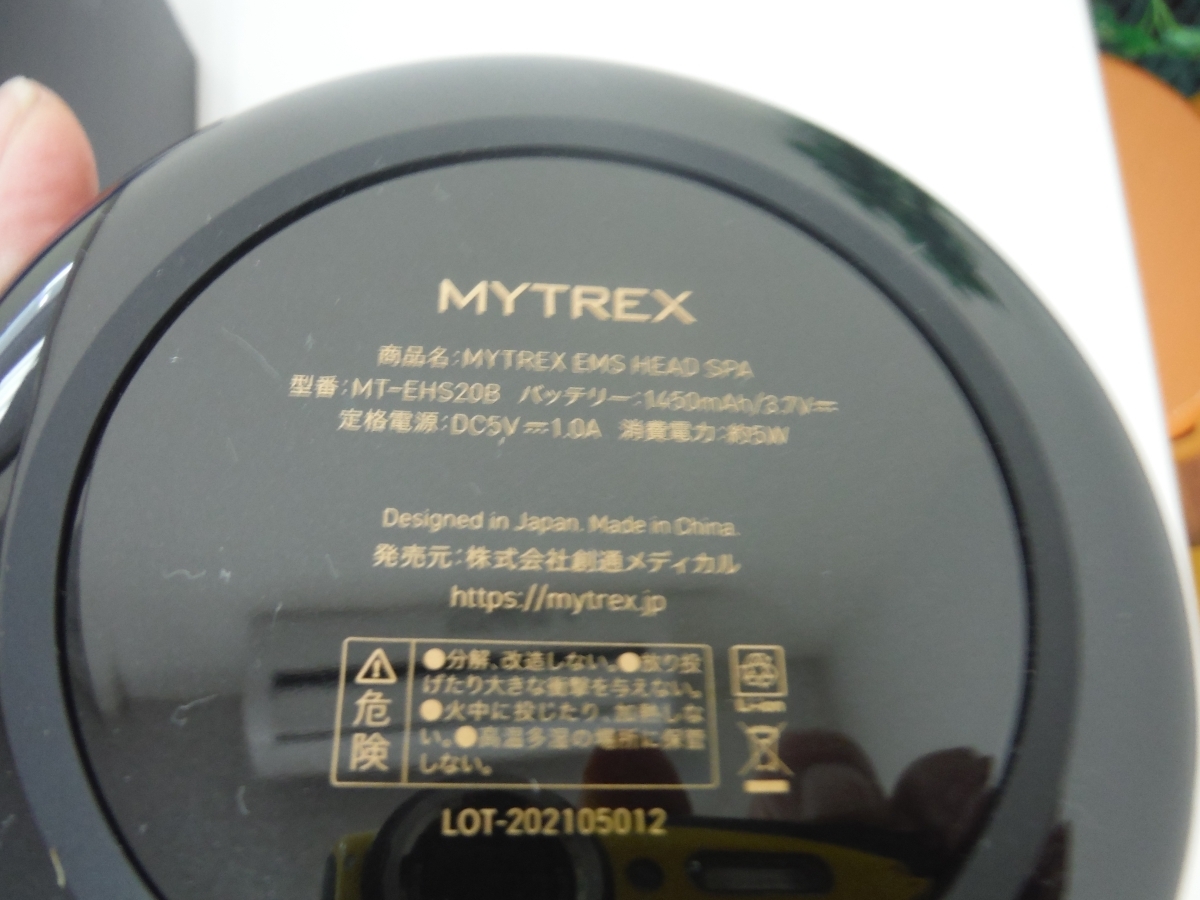 MYTREX
商品名:MYTREX EMS HEAD SPA
型番:MT-EHS20B バッテリー:1450mAh/3.7V⎓
定格電源:DC5V⎓1.0A 消費電力:約5W
Designed in Japan. Made in China.
発売元:株式会社創通メディカル
https://mytrex.jp
危険
●分解、改造しない。●放り投
げたり大きな衝撃を与えない。
●火中に投じたり、加熱しな
い。●高温多湿の場所に保管
しない。
Li-ion
LOT-202105012